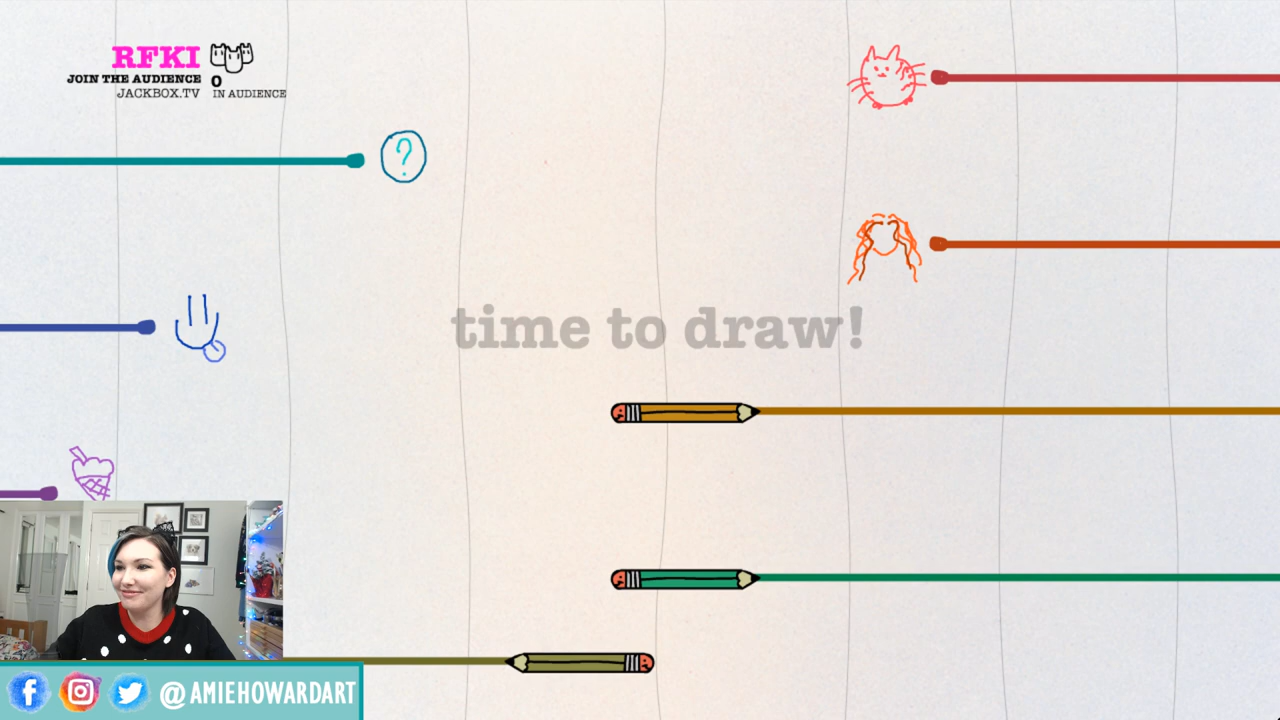 RFKI
JOIN THE AUDIENCE
JACKBOX.TV
0
IN AUDIENCE
?
time to draw!
f
@AMIEHOWARDART